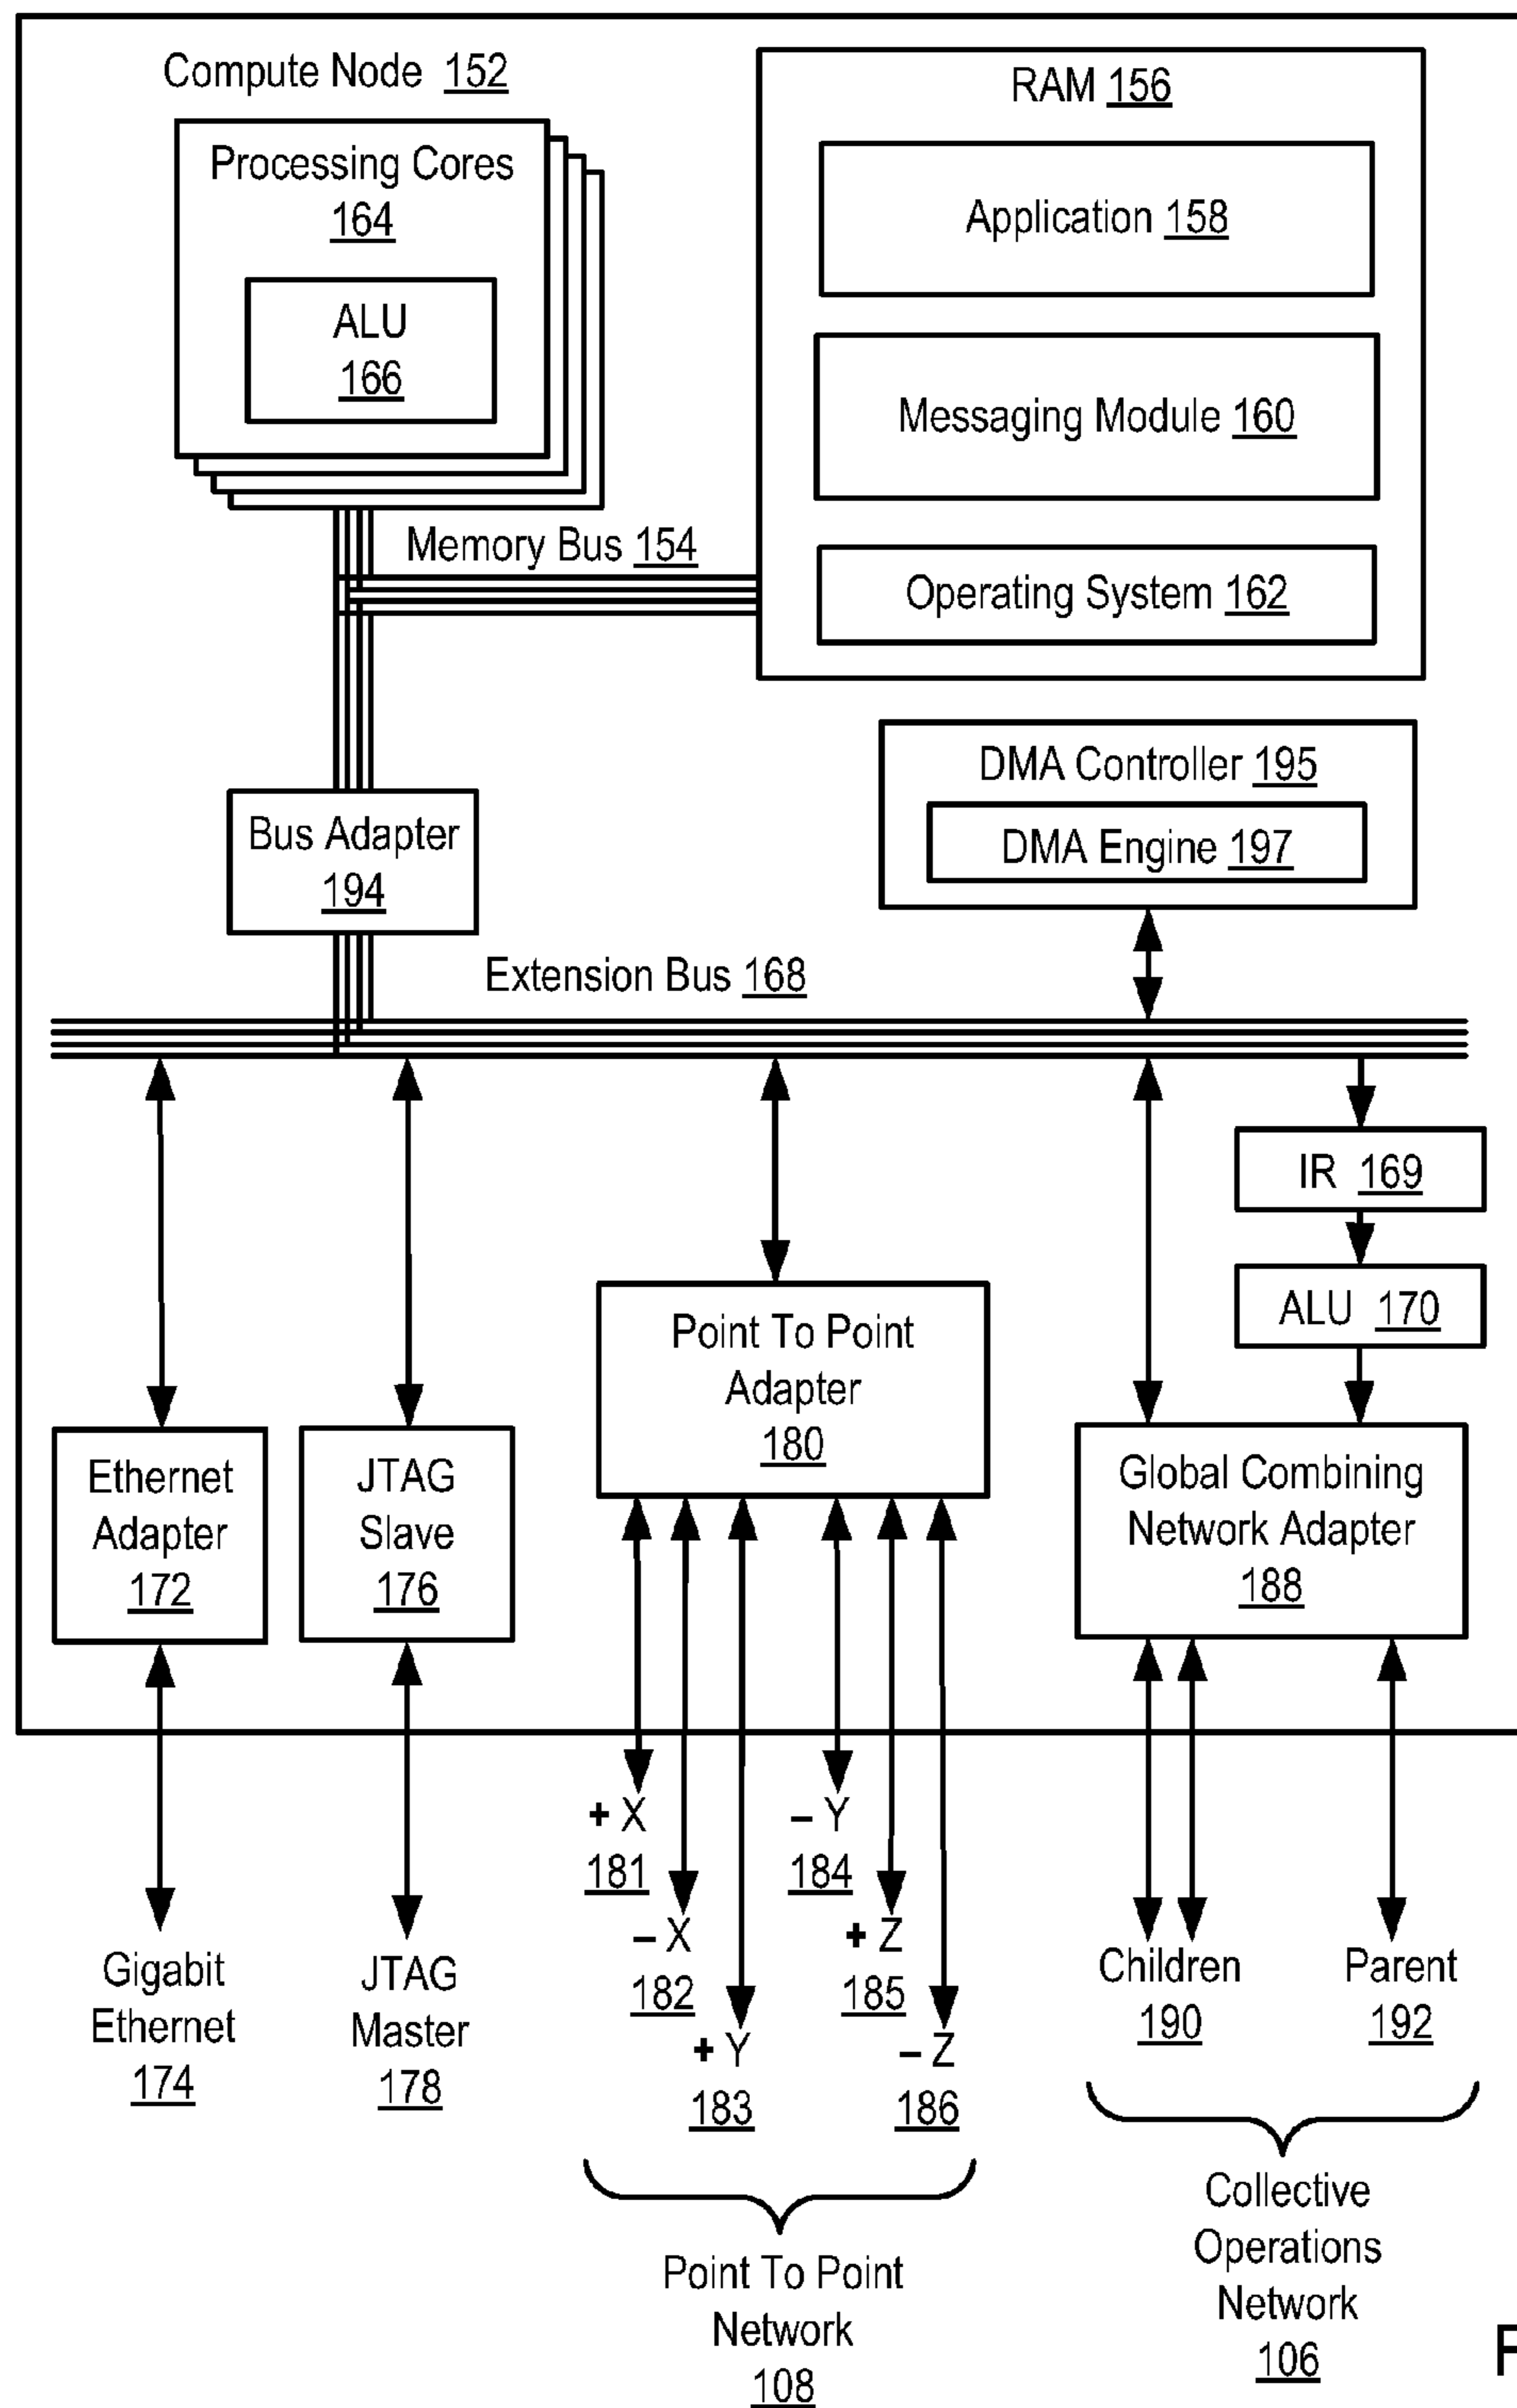 Compute Node 152
RAM 156
Processing Cores
164
ALU
166
Application 158
Messaging Module 160
Memory Bus 154
Operating System 162
DMA Controller 195
DMA Engine 197
Bus Adapter
194
Extension Bus 168
IR 169
ALU 170
Point To Point
Adapter
180
Ethernet
Adapter
172
JTAG
Slave
176
Global Combining
Network Adapter
188
+ X
181
– X
182
+ Y
183
– Y
184
+ Z
185
– Z
186
Gigabit
Ethernet
174
JTAG
Master
178
Children
190
Parent
192
Point To Point
Network
108
Collective
Operations
Network
106